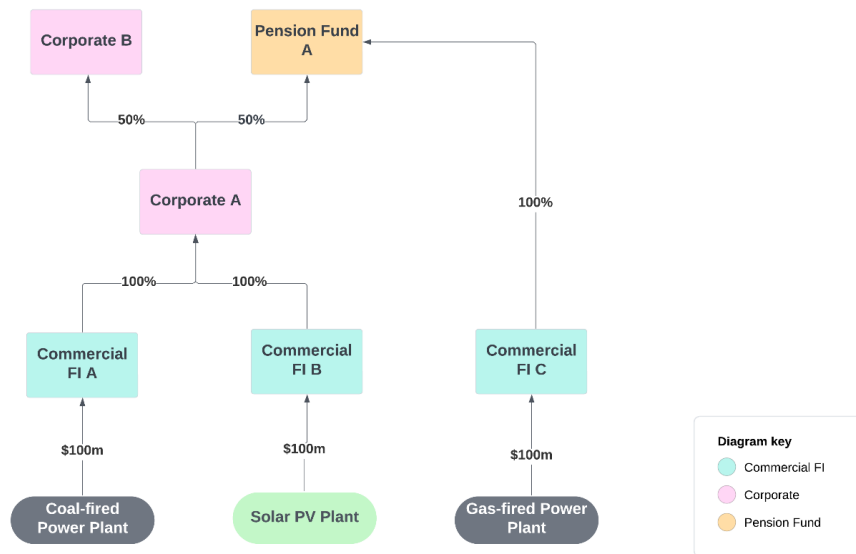 Corporate B
Pension Fund
A
50%
50%
100%
Corporate A
100%
100%
Commercial
FI A
Commercial
FI B
Commercial
FI C
$100m
$100m
$100m
Coal-fired
Power Plant
Solar PV Plant
Gas-fired Power
Plant
Diagram key
Commercial FI
Corporate
Pension Fund